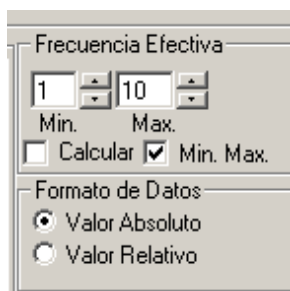 Frecuencia Efectiva
1 10
Min. Max.
Calcular Min. Max.
Formato de Datos
Valor Absoluto
Valor Relativo